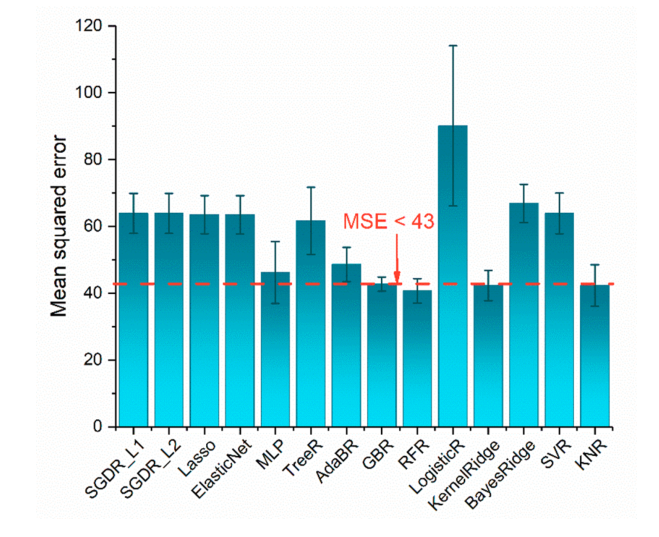 120
100
80
60
40
20
0
Mean squared error
MSE < 43
SGDR_L1
SGDR_L2
Lasso
ElasticNet
MLP
TreeR
AdaBR
GBR
RFR
LogisticR
KernelRidge
BayesRidge
SVR
KNR